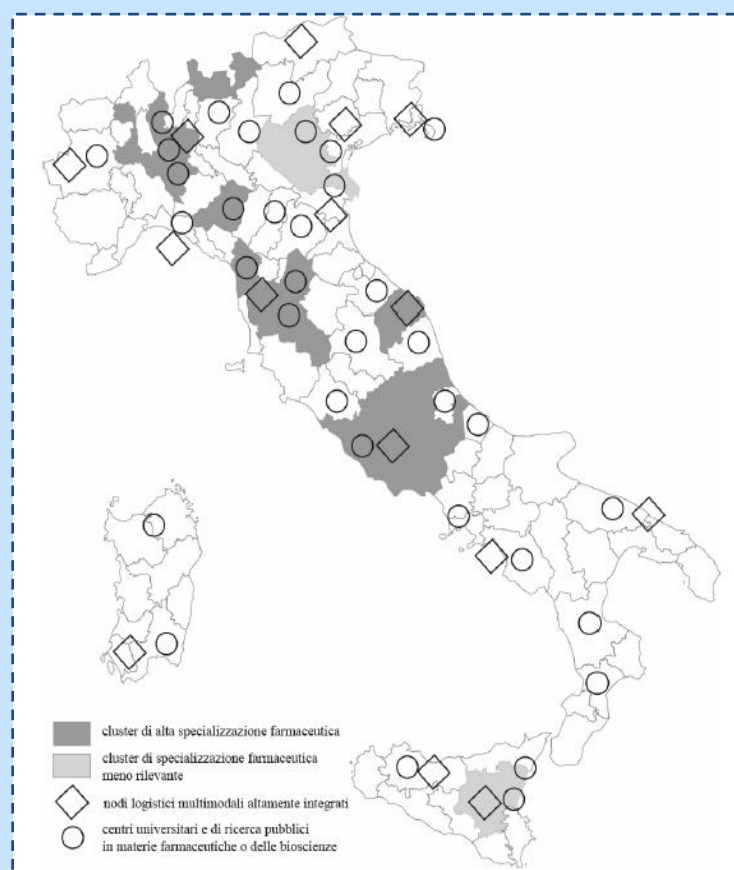 cluster di alta specializzazione farmaceutica
cluster di specializzazione farmaceutica
meno rilevante
nodi logistici multimodali altamente integrati
centri universitari e di ricerca pubblici
in materie farmaceutiche o delle bioscienze